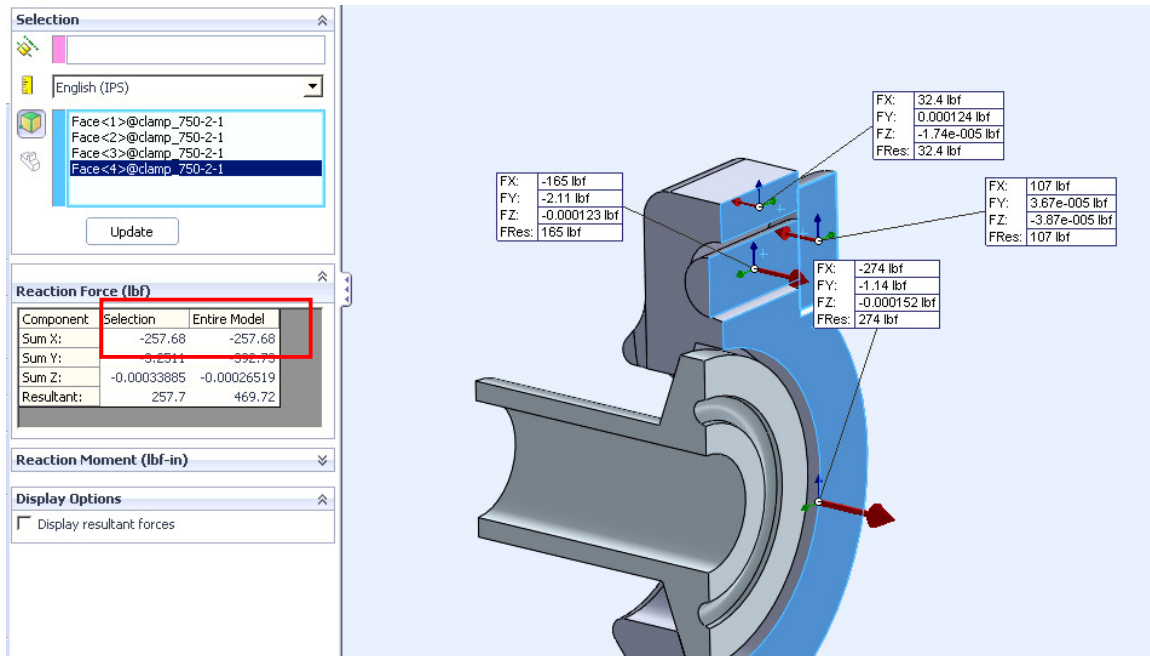 Selection
English (IPS)
Face<1>@clamp_750-2-1
Face<2>@clamp_750-2-1
Face<3>@clamp_750-2-1
Face<4>@clamp_750-2-1
Update
Reaction Force (lbf)
Component Selection Entire Model
Sum X: -257.68 -257.68
Sum Y: -3.2511 -392.73
Sum Z: -0.00033885 -0.00026519
Resultant: 257.7 469.72
Reaction Moment (lbf-in)
Display Options
Display resultant forces
FX: 32.4 lbf
FY: 0.000124 lbf
FZ: -1.74e-005 lbf
FRes: 32.4 lbf
FX: -165 lbf
FY: -2.11 lbf
FZ: -0.000123 lbf
FRes: 165 lbf
FX: 107 lbf
FY: 3.67e-005 lbf
FZ: -3.87e-005 lbf
FRes: 107 lbf
FX: -274 lbf
FY: -1.14 lbf
FZ: -0.000152 lbf
FRes: 274 lbf